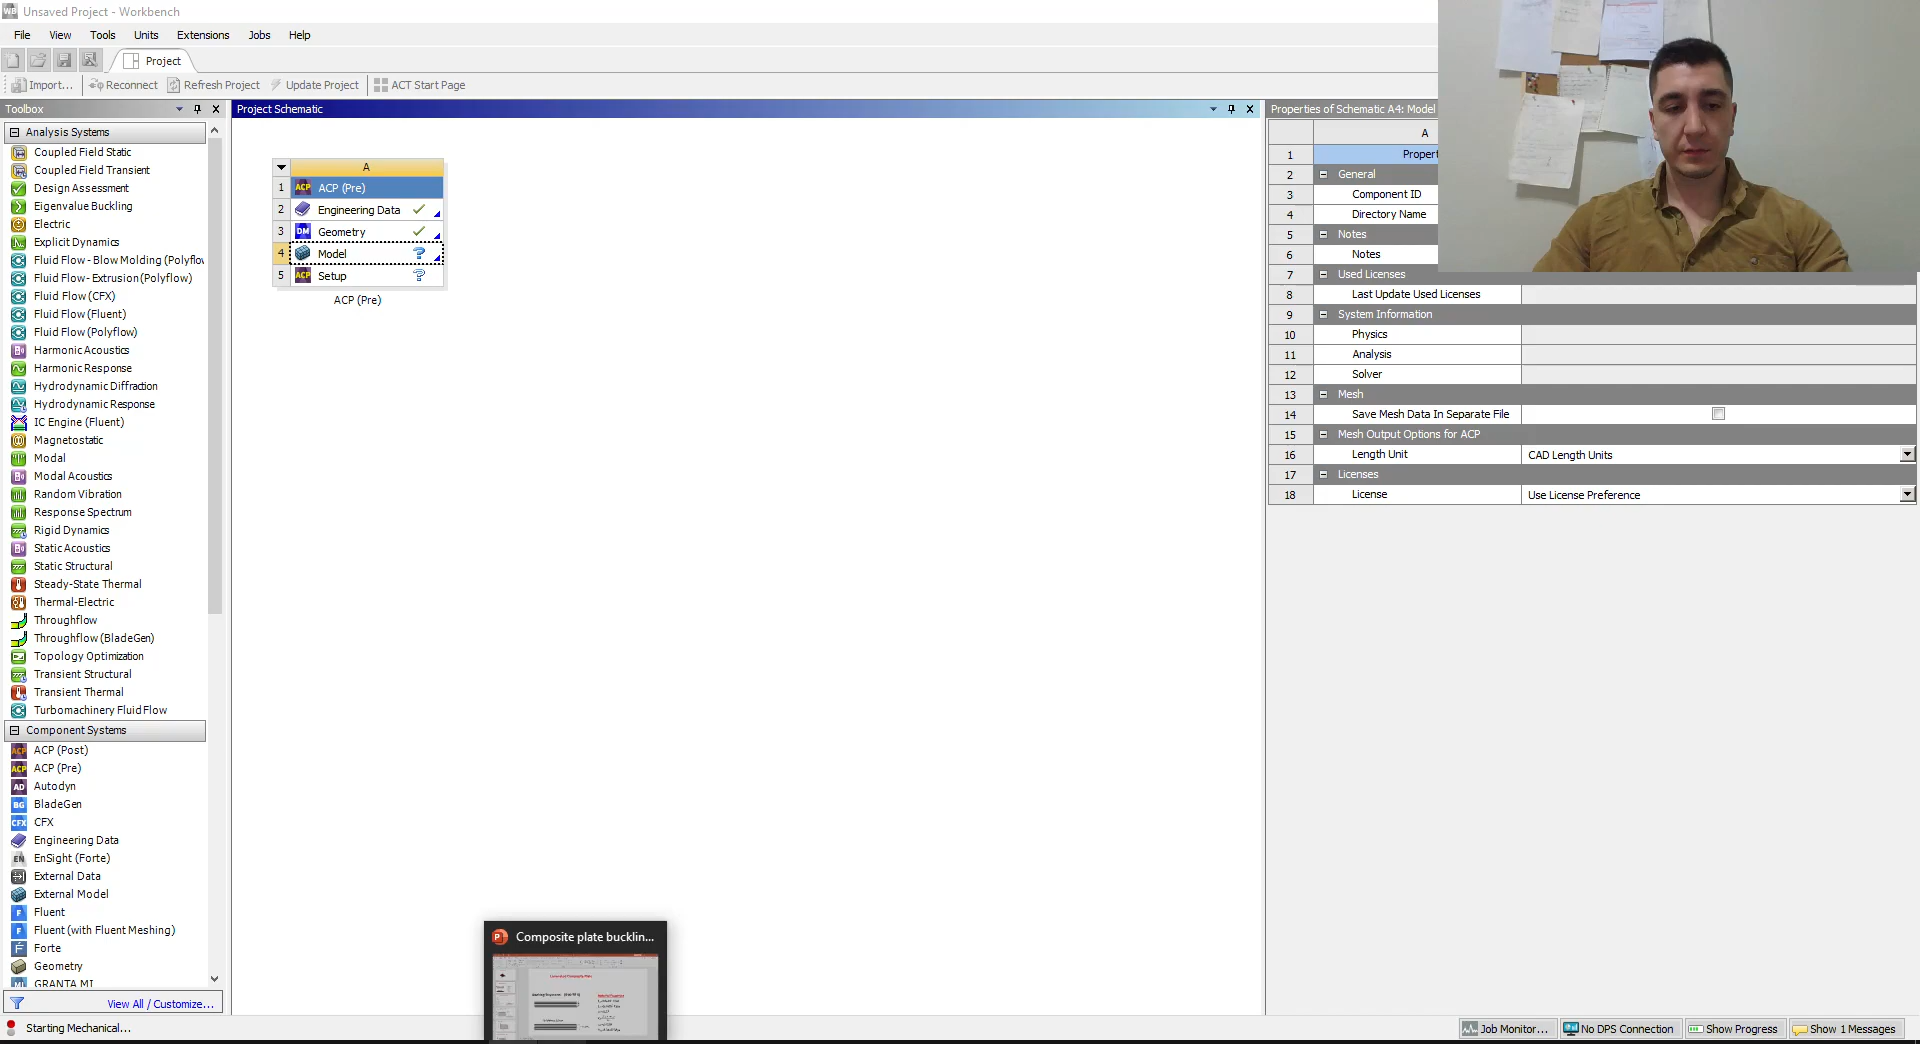 Unsaved Project - Workbench
File View Tools Units Extensions Jobs Help
Project
Import... Reconnect Refresh Project Update Project ACT Start Page
Toolbox
Analysis Systems
Coupled Field Static
Coupled Field Transient
Design Assessment
Eigenvalue Buckling
Electric
Explicit Dynamics
Fluid Flow - Blow Molding (Polyflow
Fluid Flow - Extrusion (Polyflow)
Fluid Flow (CFX)
Fluid Flow (Fluent)
Fluid Flow (Polyflow)
Harmonic Acoustics
Harmonic Response
Hydrodynamic Diffraction
Hydrodynamic Response
IC Engine (Fluent)
Magnetostatic
Modal
Modal Acoustics
Random Vibration
Response Spectrum
Rigid Dynamics
Static Acoustics
Static Structural
Steady-State Thermal
Thermal-Electric
Throughflow
Throughflow (BladeGen)
Topology Optimization
Transient Structural
Transient Thermal
Turbomachinery Fluid Flow
Component Systems
ACP (Post)
ACP (Pre)
Autodyn
BladeGen
CFX
Engineering Data
EnSight (Forte)
External Data
External Model
Fluent
Fluent (with Fluent Meshing)
Forte
Geometry
GRANTA MI
View All / Customize...
Starting Mechanical...
Project Schematic
A
1 ACP ACP (Pre)
2 Engineering Data
3 DM Geometry
4 Model
5 ACP Setup
ACP (Pre)
Composite plate bucklin...
Properties of Schematic A4: Model
A
1 Propert
2 General
3 Component ID
4 Directory Name
5 Notes
6 Notes
7 Used Licenses
8 Last Update Used Licenses
9 System Information
10 Physics
11 Analysis
12 Solver
13 Mesh
14 Save Mesh Data In Separate File
15 Mesh Output Options for ACP
16 Length Unit CAD Length Units
17 Licenses
18 License Use License Preference
Job Monitor... No DPS Connection Show Progress Show 1 Messages